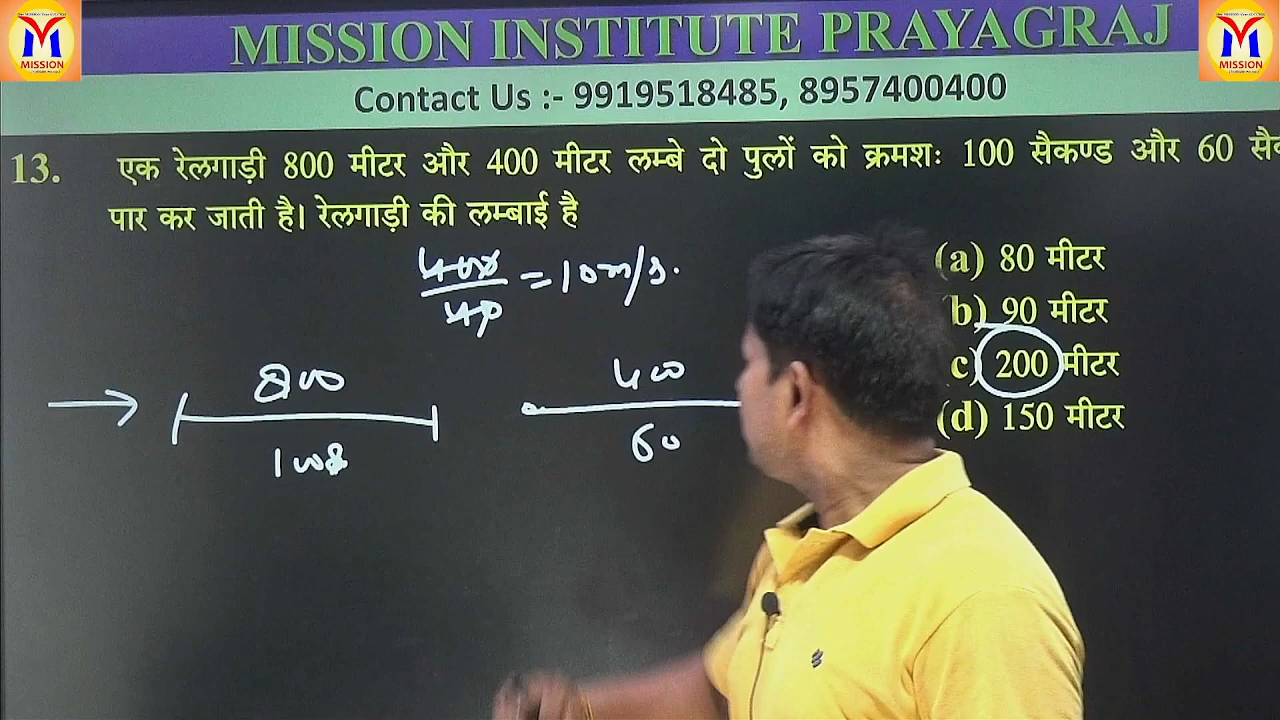 MISSION INSTITUTE PRAYAGRAJ
Contact Us :- 9919518485, 8957400400
MISSION
MISSION
13. एक रेलगाड़ी 800 मीटर और 400 मीटर लम्बे दो पुलों को क्रमशः 100 सैकण्ड और 60
पार कर जाती है। रेलगाड़ी की लम्बाई है
(a) 80 मीटर
(b) 90 मीटर
c) 200 मीटर
(d) 150 मीटर
400
40
= 10 m/s.
800
400
100
60